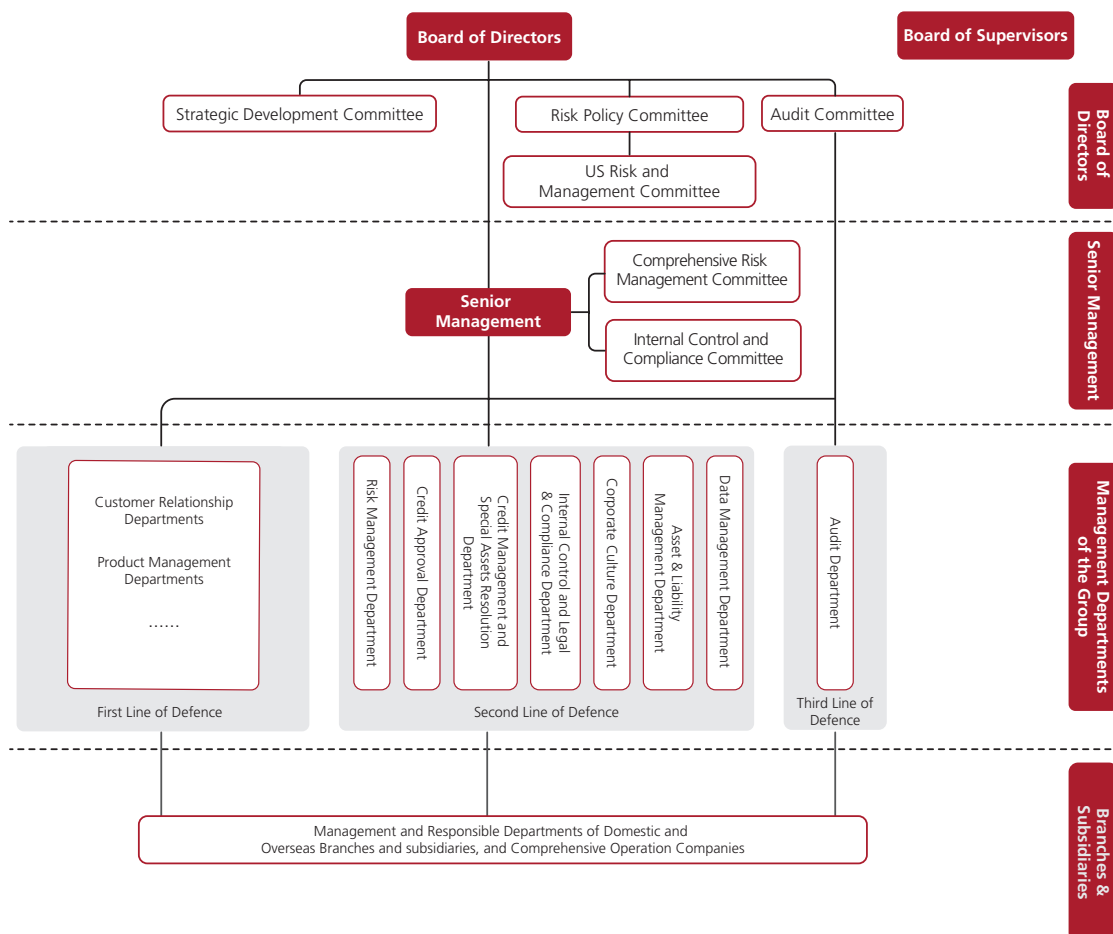 Board of Directors
Board of Supervisors
Strategic Development Committee
Risk Policy Committee
Audit Committee
US Risk and
Management Committee
Board of
Directors
Comprehensive Risk
Management Committee
Senior
Management
Internal Control and
Compliance Committee
Senior Management
Customer Relationship
Departments
Product Management
Departments
......
First Line of Defence
Risk Management Department
Credit Approval Department
Credit Management and
Special Assets Resolution
Department
Internal Control and Legal
& Compliance Department
Corporate Culture Department
Asset & Liability
Management Department
Data Management Department
Second Line of Defence
Audit Department
Third Line of
Defence
Management Departments
of the Group
Management and Responsible Departments of Domestic and
Overseas Branches and subsidiaries, and Comprehensive Operation Companies
Branches &
Subsidiaries